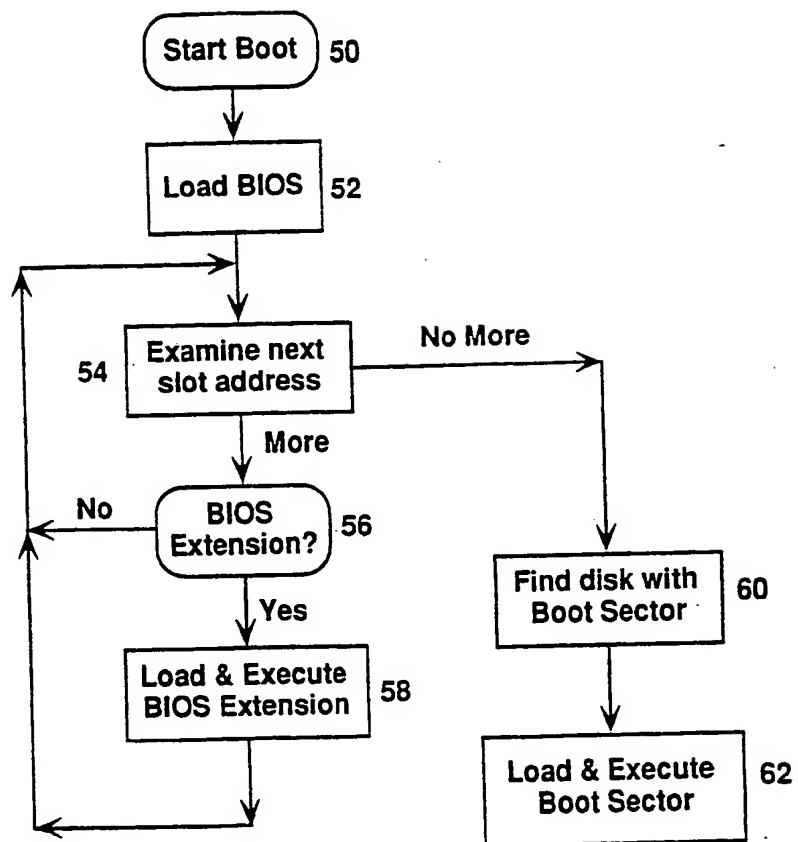 Start Boot
50
Load BIOS
52
54
Examine next
slot address
No More
More
No
BIOS
Extension?
56
Yes
Find disk with
Boot Sector
60
Load & Execute
BIOS Extension
58
Load & Execute
Boot Sector
62